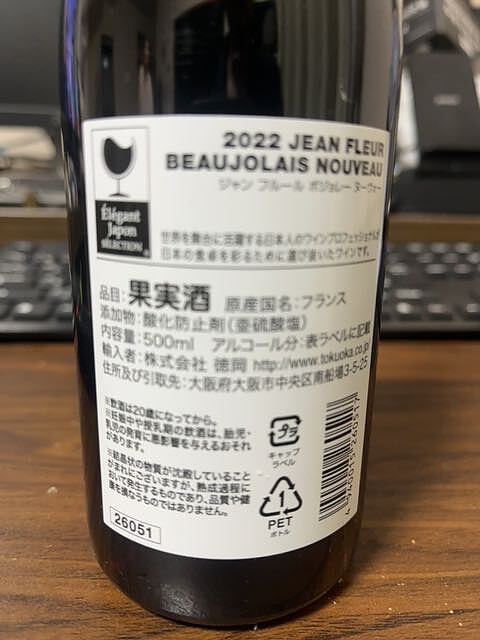 2022 JEAN FLEUR
BEAUJOLAIS NOUVEAU
ジャン フルール ボジョレー ヌーヴォー
Élégant
Japon
SÉLECTION
世界を舞台に活躍する日本人のワインプロフェッショナルが
日本の食卓を彩るために選び抜いたワインです。
品目:果実酒 原産国名:フランス
添加物:酸化防止剤(亜硫酸塩)
内容量:500ml アルコール分:表ラベルに記載
輸入者:株式会社 徳岡 http://www.tokuoka.co.jp
住所及び引取先:大阪府大阪市中央区南船場3-5-25
※飲酒は20歳になってから。
※妊娠中や授乳期の飲酒は、胎児・
乳児の発育に悪影響を与えるおそれ
があります。
※結晶状の物質が沈殿していること
がまれにございますが、熟成過程に
おいて発生するものであり、品質や健
康を損なうものではありません。
26051
プラ
キャップ
ラベル
1
PET
ボトル